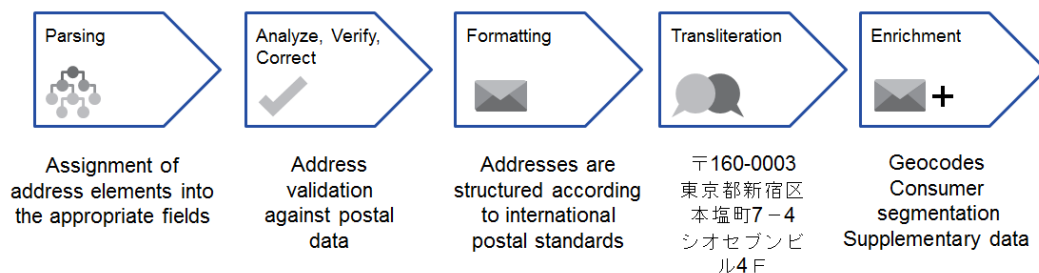 Parsing
Analyze, Verify,
Correct
Formatting
Transliteration
Enrichment
+
Assignment of
address elements into
the appropriate fields
Address
validation
against postal
data
Addresses are
structured according
to international
postal standards
〒160-0003
東京都新宿区
本塩町7－4
シオセブンビ
ル4Ｆ
Geocodes
Consumer
segmentation
Supplementary data